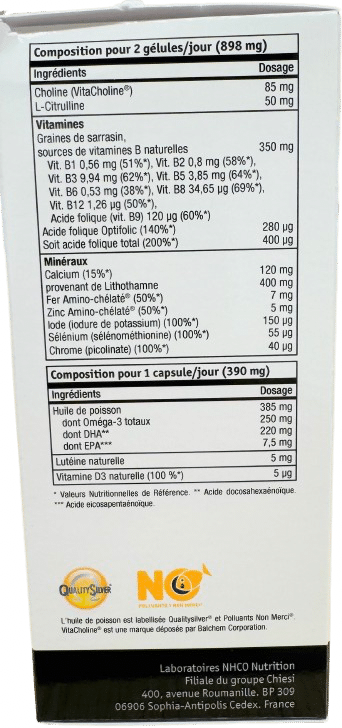 Composition pour 2 gélules/jour (898 mg)
Ingrédients Dosage
Choline (VitaCholine®) 85 mg
L-Citrulline 50 mg
Vitamines
Graines de sarrasin,
sources de vitamines B naturelles 350 mg
Vit. B1 0,56 mg (51%*), Vit. B2 0,8 mg (58%*),
Vit. B3 9,94 mg (62%*), Vit. B5 3,85 mg (64%*),
Vit. B6 0,53 mg (38%*), Vit. B8 34,65 µg (69%*),
Vit. B12 1,26 µg (50%*),
Acide folique (vit. B9) 120 µg (60%*)
Acide folique Optifolic (140%*) 280 µg
Soit acide folique total (200%*) 400 µg
Minéraux
Calcium (15%*) 120 mg
provenant de Lithothamne 400 mg
Fer Amino-chélaté® (50%*) 7 mg
Zinc Amino-chélaté® (50%*) 5 mg
Iode (iodure de potassium) (100%*) 150 µg
Sélénium (sélénométhionine) (100%*) 55 µg
Chrome (picolinate) (100%*) 40 µg
Composition pour 1 capsule/jour (390 mg)
Ingrédients Dosage
Huile de poisson 385 mg
dont Oméga-3 totaux 250 mg
dont DHA** 220 mg
dont EPA*** 7,5 mg
Lutéine naturelle 5 mg
Vitamine D3 naturelle (100 %*) 5 µg
* Valeurs Nutritionnelles de Référence. ** Acide docosahexaénoïque.
*** Acide eicosapentaénoïque.
QUALITYSILVER
NO
POLLUANTS ! NON MERCI®
L'huile de poisson est labellisée Qualitysilver® et Polluants Non Merci®.
VitaCholine® est une marque déposés par Balchem Corporation.
Laboratoires NHCO Nutrition
Filiale du groupe Chiesi
400, avenue Roumanille. BP 309
06906 Sophia-Antipolis Cedex. France